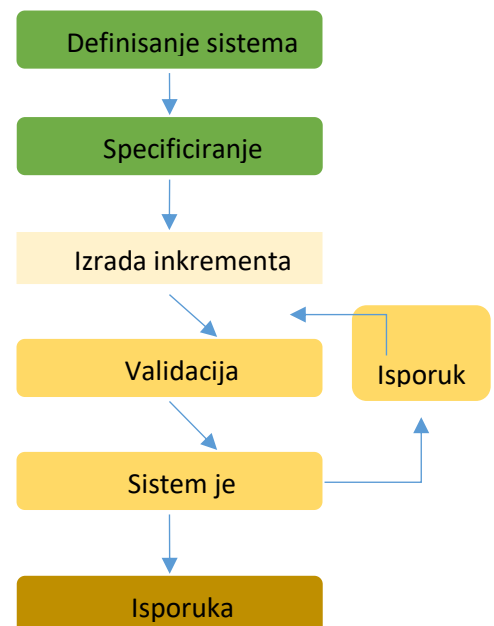 Definisanje sistema
Specificiranje
Izrada inkrementa
Validacija
Isporuk
Sistem je
Isporuka